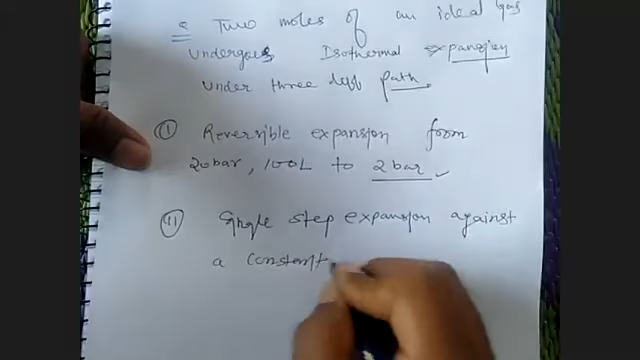 Q Two moles of an ideal gas
undergoes Isothermal expansion
under three diff path.
(I) Reversible expansion from
20bar, 100L to 2bar
(II) Single step expansion against
a constant